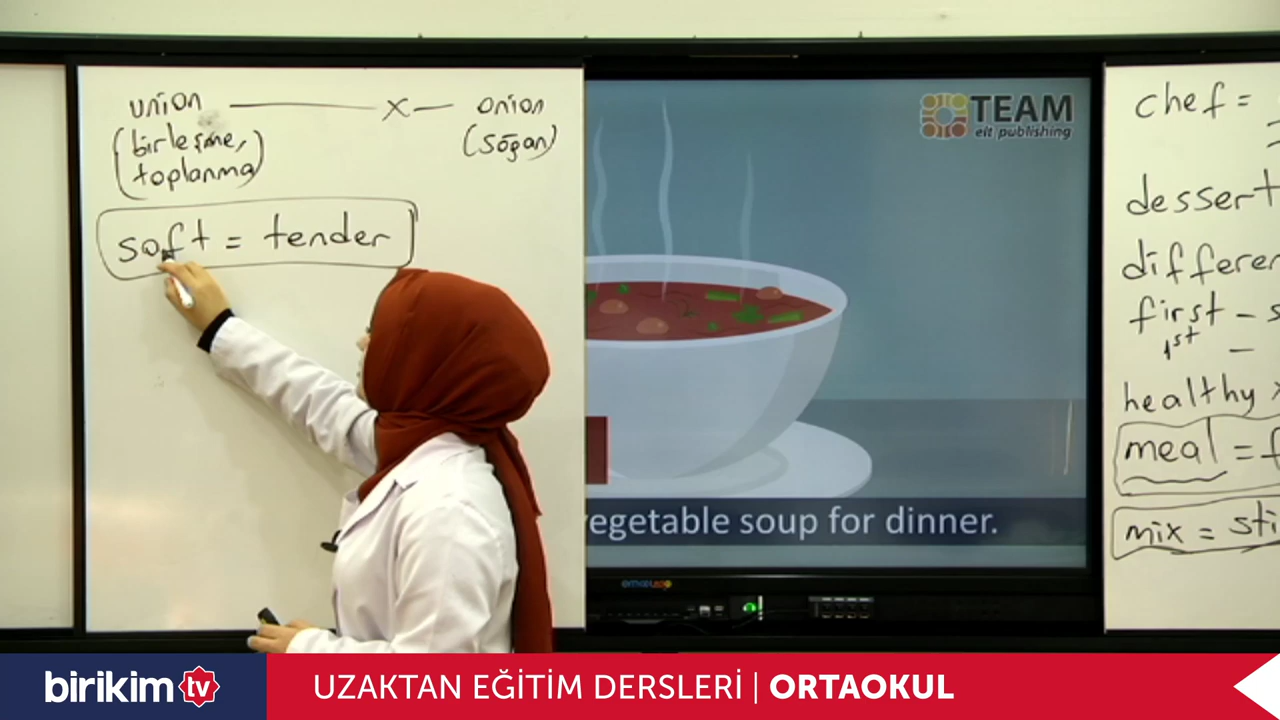 union — x — onion
(birleşme, toplanma) (soğan)
soft = tender
TEAM
elt publishing
vegetable soup for dinner.
chef =
dessert
differen
first - s
1st -
healthy x
meal = f
mix = sti
birikim tv
UZAKTAN EĞİTİM DERSLERİ | ORTAOKUL